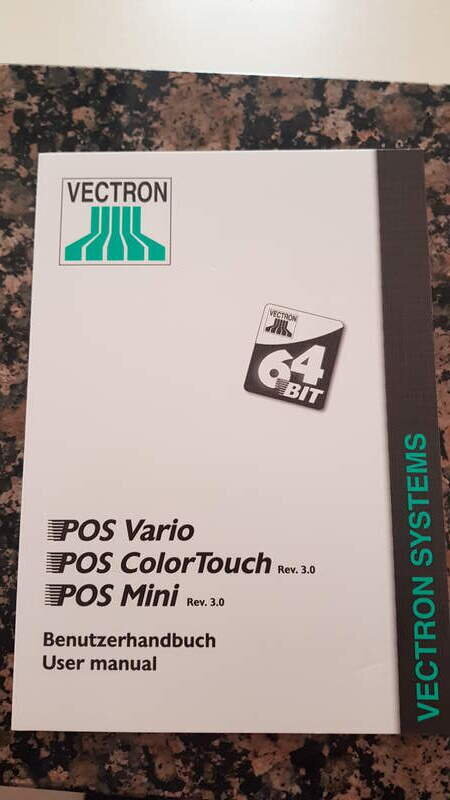 VECTRON
VECTRON
64
BIT
POS Vario
POS ColorTouch Rev. 3.0
POS Mini Rev. 3.0
Benutzerhandbuch
User manual
VECTRON SYSTEMS